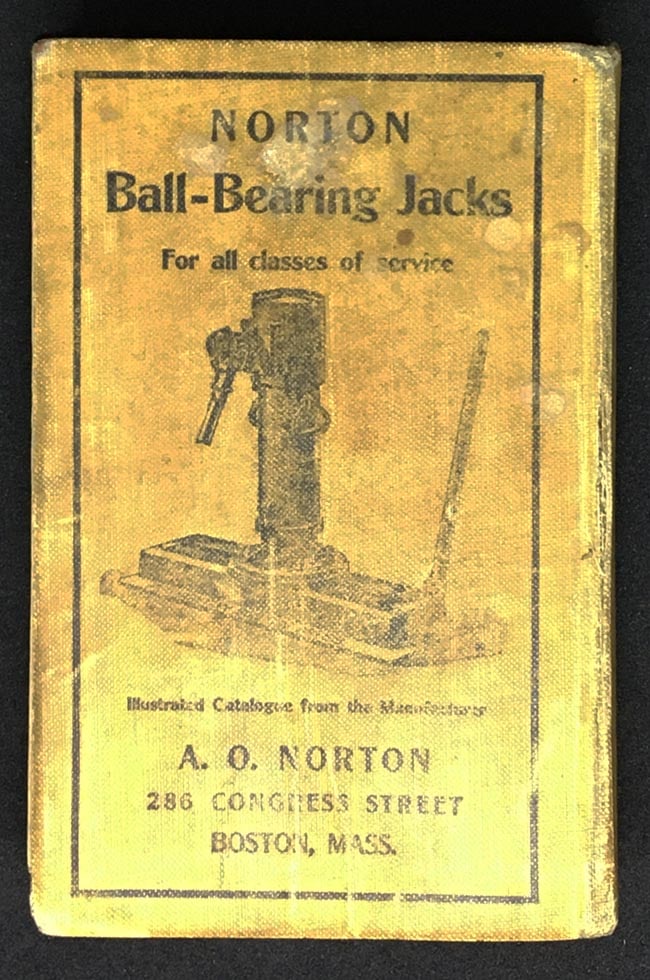 NORTON
Ball-Bearing Jacks
For all classes of service
Illustrated Catalogue from the Manufacturer
A. O. NORTON
286 CONGRESS STREET
BOSTON, MASS.